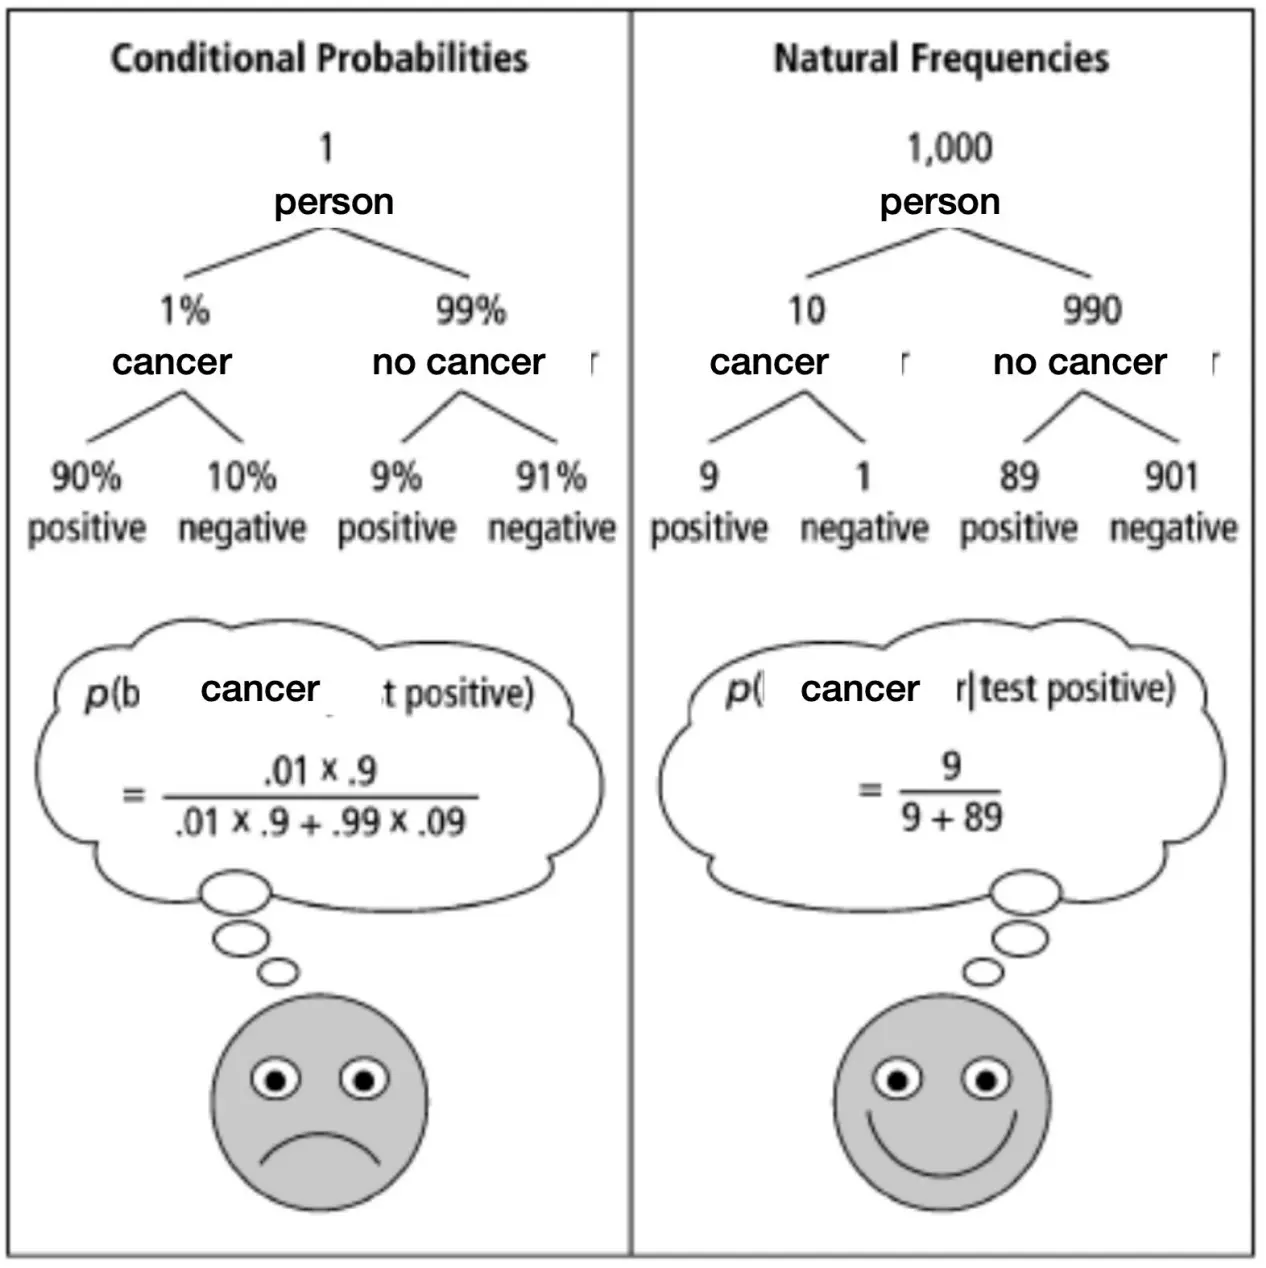 Conditional Probabilities
1
person
1% 99%
cancer no cancer
90% 10% 9% 91%
positive negative positive negative
p(b cancer t positive)
= .01 x .9
.01 x .9 + .99 x .09
Natural Frequencies
1,000
person
10 990
cancer r no cancer r
9 1 89 901
positive negative positive negative
p( cancer r|test positive)
= 9
9 + 89